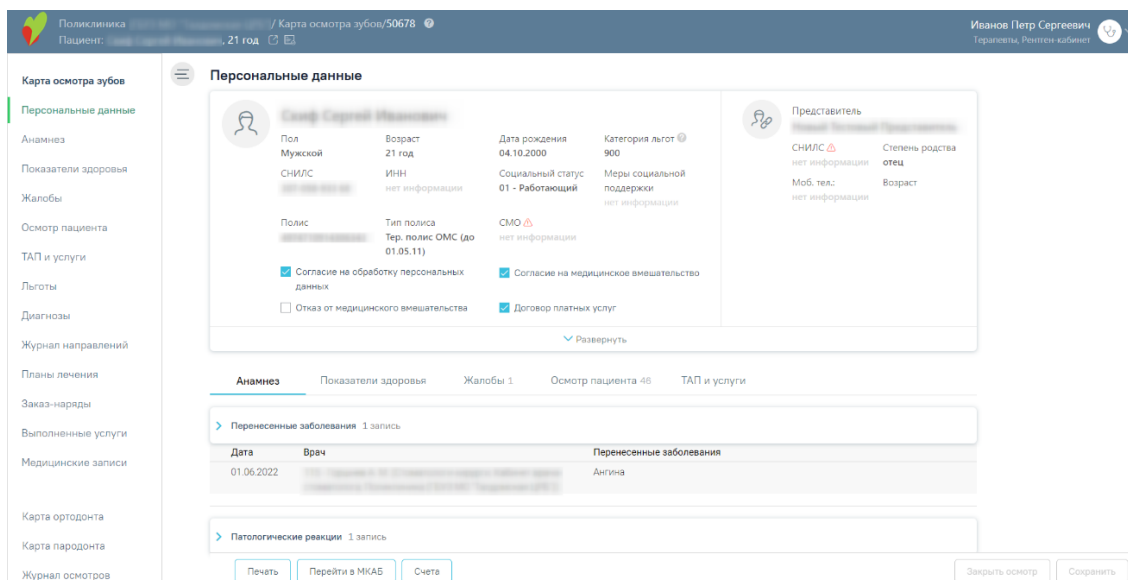 Поликлиника / Карта осмотра зубов/50678
Пациент: , 21 год
Иванов Петр Сергеевич
Терапевты, Рентген-кабинет
Карта осмотра зубов
Персональные данные
Анамнез
Показатели здоровья
Жалобы
Осмотр пациента
ТАП и услуги
Льготы
Диагнозы
Журнал направлений
Планы лечения
Заказ-наряды
Выполненные услуги
Медицинские записи
Карта ортодонта
Карта пародонта
Журнал осмотров
Персональные данные
Пол
Мужской
Возраст
21 год
Дата рождения
04.10.2000
Категория льгот
900
СНИЛС
ИНН
нет информации
Социальный статус
01 - Работающий
Меры социальной
поддержки
нет информации
Полис
Тип полиса
Тер. полис ОМС (до
01.05.11)
СМО
нет информации
Согласие на обработку персональных
данных
Согласие на медицинское вмешательство
Отказ от медицинского вмешательства
Договор платных услуг
Представитель
СНИЛС
нет информации
Степень родства
отец
Моб. тел.:
нет информации
Возраст
Развернуть
Анамнез Показатели здоровья Жалобы 1 Осмотр пациента 46 ТАП и услуги
Перенесенные заболевания 1 запись
Дата Врач Перенесенные заболевания
01.06.2022 Ангина
Патологические реакции 1 запись
Печать Перейти в МКАБ Счета Закрыть осмотр Сохранить